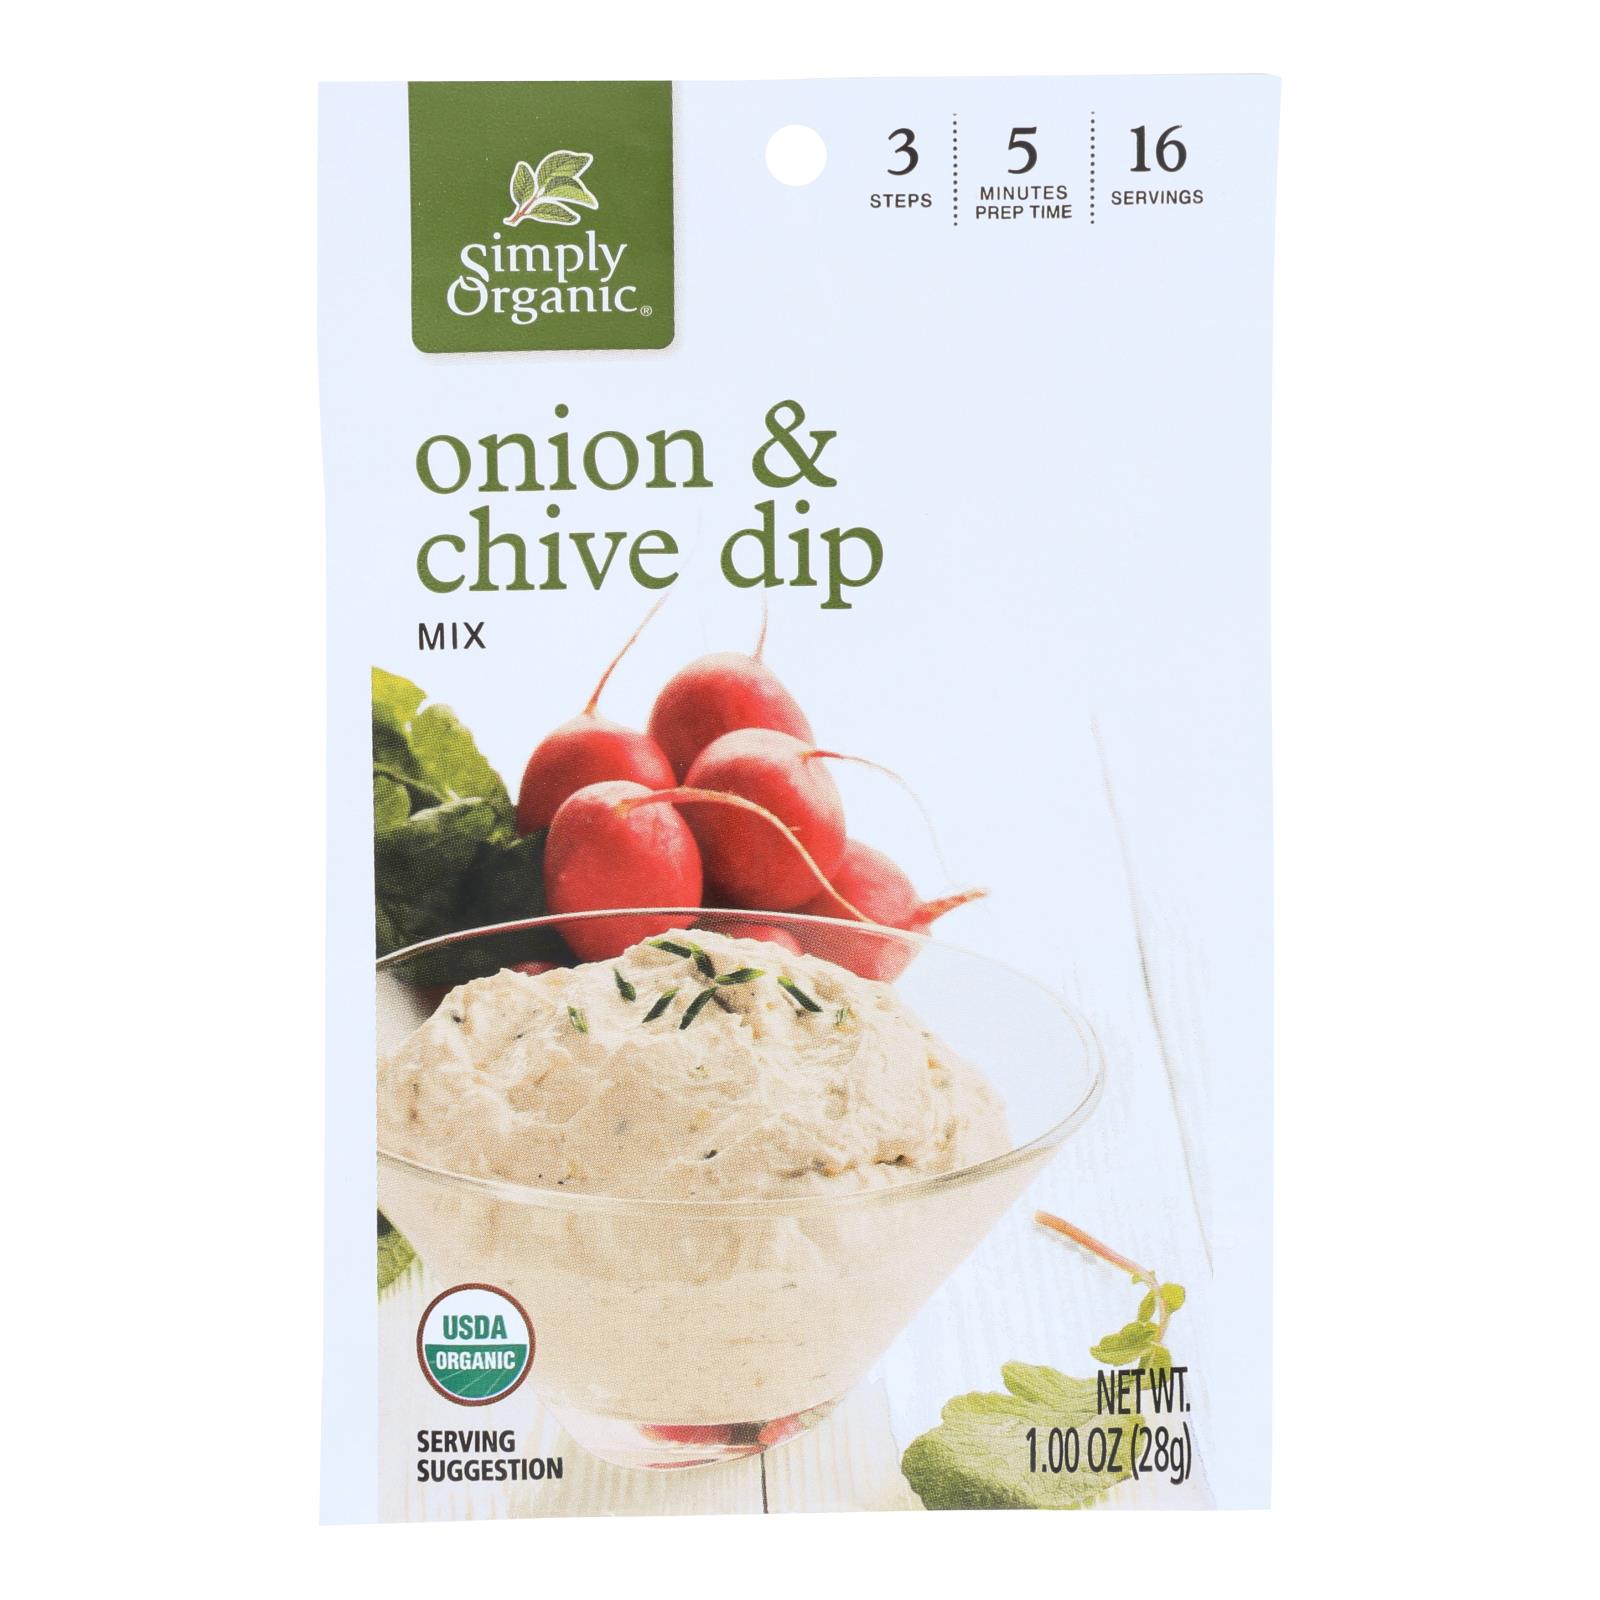 Simply
Organic®
3
STEPS
5
MINUTES
PREP TIME
16
SERVINGS
onion &
chive dip
MIX
USDA
ORGANIC
SERVING
SUGGESTION
NET WT.
1.00 OZ (28g)